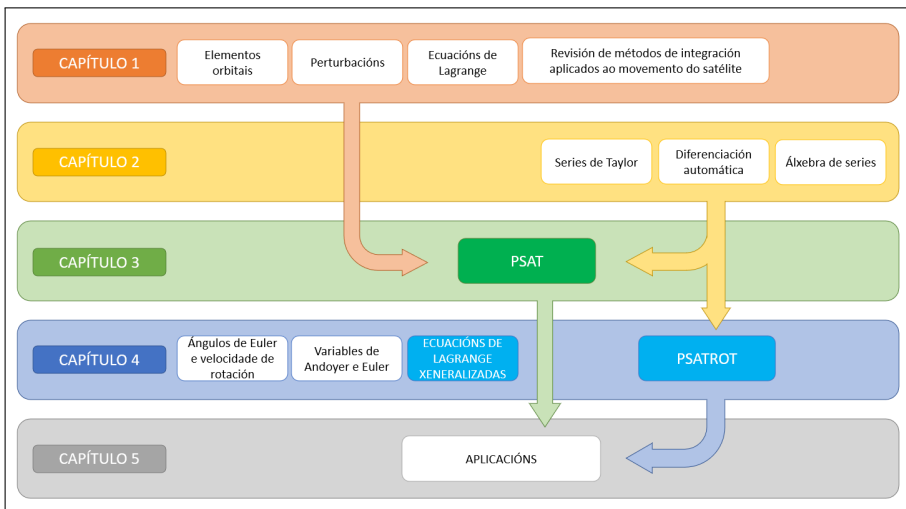 CAPÍTULO 1
Elementos
orbitais
Perturbacións
Ecuacións de
Lagrange
Revisión de métodos de integración
aplicados ao movemento do satélite
CAPÍTULO 2
Series de Taylor
Diferenciación
automática
Álxebra de series
CAPÍTULO 3
PSAT
CAPÍTULO 4
Ángulos de Euler
e velocidade de
rotación
Variables de
Andoyer e Euler
ECUACIÓNS DE
LAGRANGE
XENERALIZADAS
PSATROT
CAPÍTULO 5
APLICACIÓNS